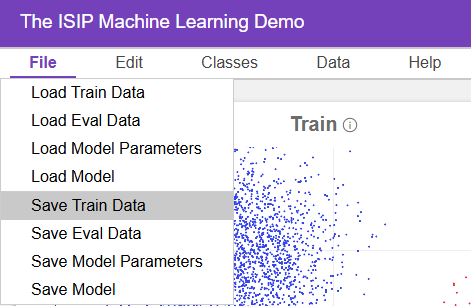 The ISIP Machine Learning Demo
File Edit Classes Data Help
Load Train Data
Load Eval Data
Load Model Parameters
Load Model
Save Train Data
Save Eval Data
Save Model Parameters
Save Model
Train